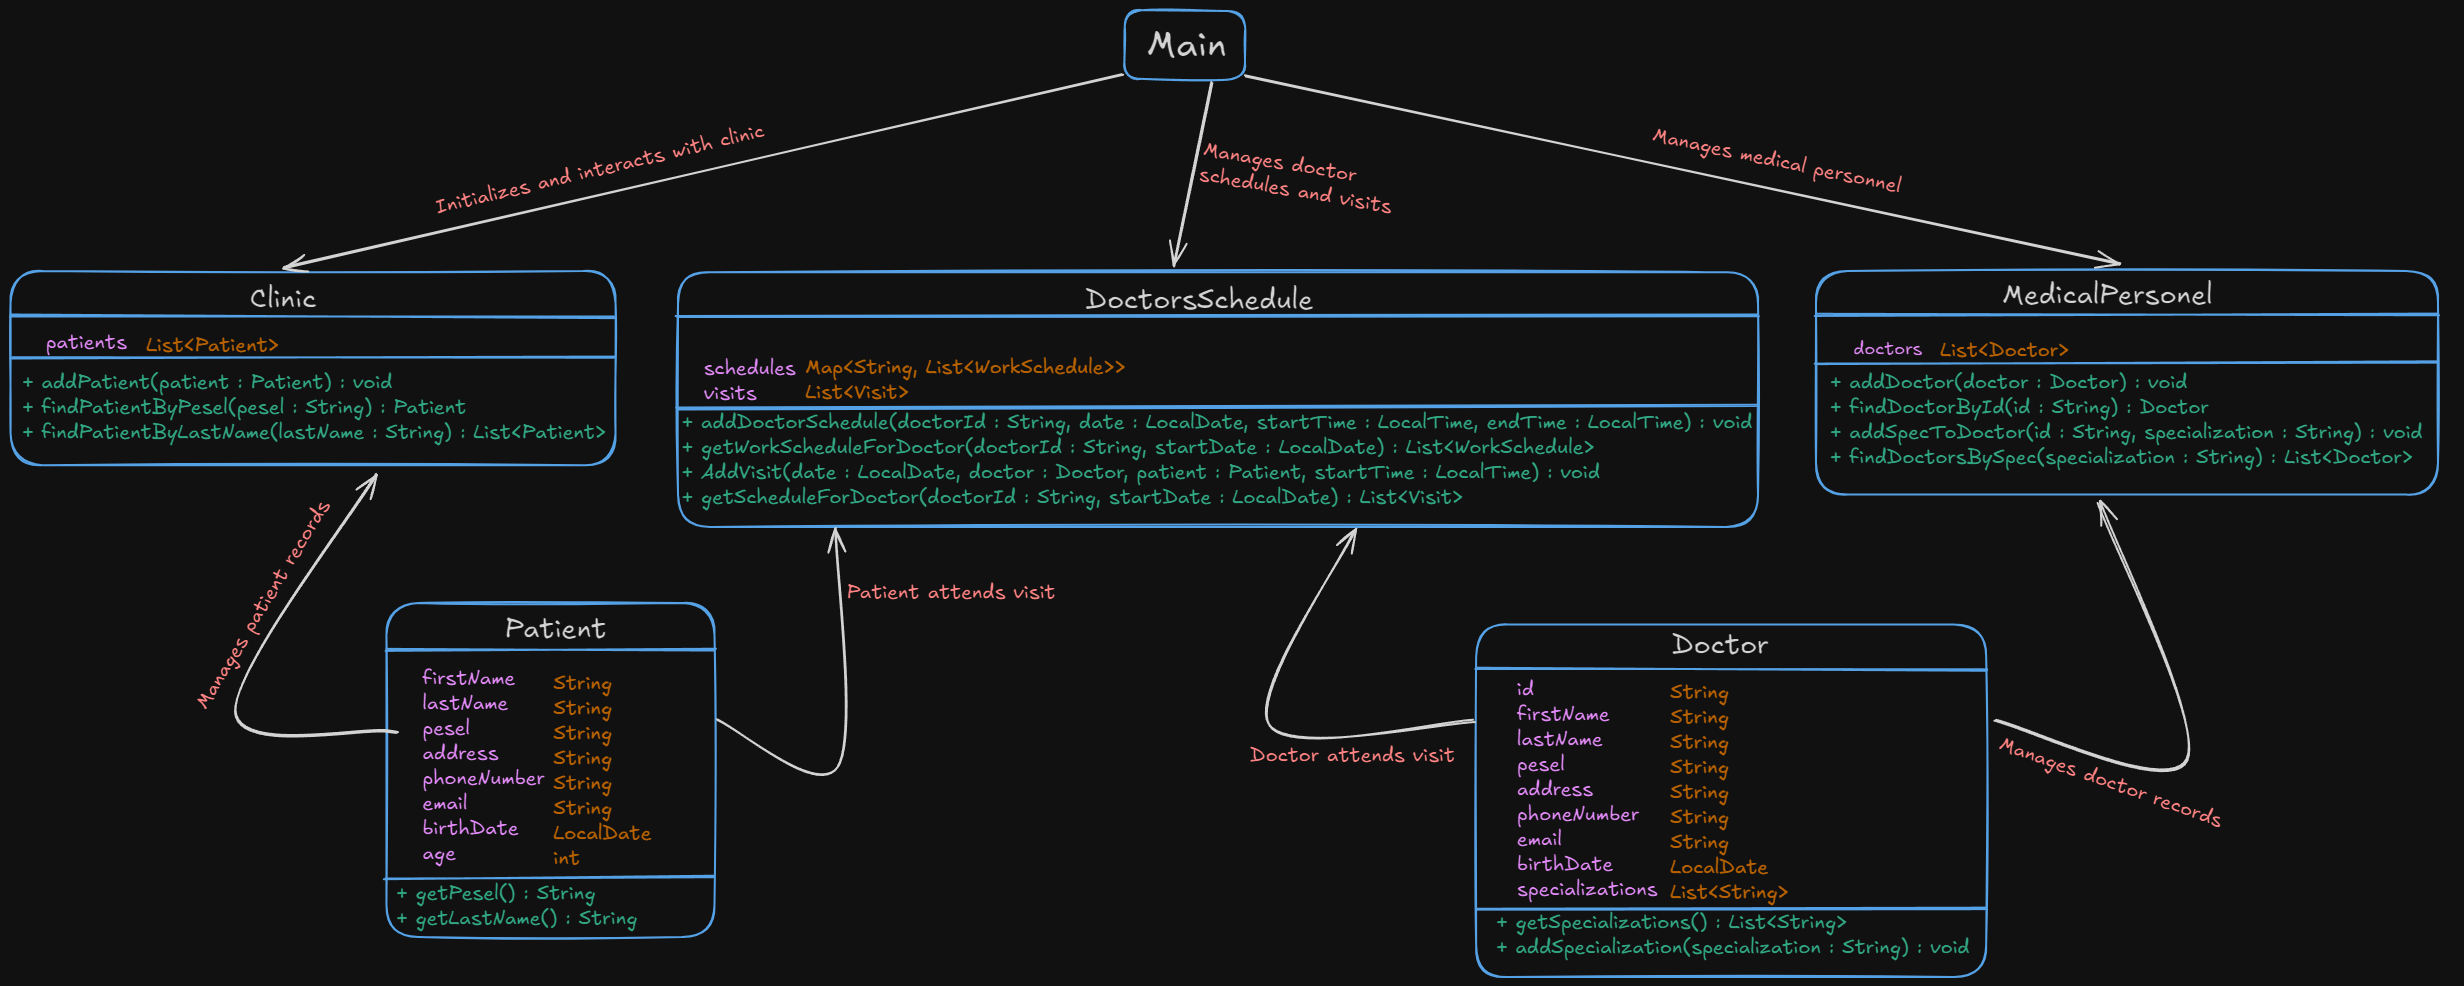 Main
Initializes and interacts with clinic
Manages doctor
schedules and visits
Manages medical personnel
Clinic
patients List<Patient>
+ addPatient(patient : Patient) : void
+ findPatientByPesel(pesel : String) : Patient
+ findPatientByLastName(lastName : String) : List<Patient>
DoctorsSchedule
schedules Map<String, List<WorkSchedule>>
visits List<Visit>
+ addDoctorSchedule(doctorId : String, date : LocalDate, startTime : LocalTime, endTime : LocalTime) : void
+ getWorkScheduleForDoctor(doctorId : String, startDate : LocalDate) : List<WorkSchedule>
+ AddVisit(date : LocalDate, doctor : Doctor, patient : Patient, startTime : LocalTime) : void
+ getScheduleForDoctor(doctorId : String, startDate : LocalDate) : List<Visit>
MedicalPersonel
doctors List<Doctor>
+ addDoctor(doctor : Doctor) : void
+ findDoctorById(id : String) : Doctor
+ addSpecToDoctor(id : String, specialization : String) : void
+ findDoctorsBySpec(specialization : String) : List<Doctor>
Manages patient records
Patient attends visit
Doctor attends visit
Manages doctor records
Patient
firstName String
lastName String
pesel String
address String
phoneNumber String
email String
birthDate LocalDate
age int
+ getPesel() : String
+ getLastName() : String
Doctor
id String
firstName String
lastName String
pesel String
address String
phoneNumber String
email String
birthDate LocalDate
specializations List<String>
+ getSpecializations() : List<String>
+ addSpecialization(specialization : String) : void